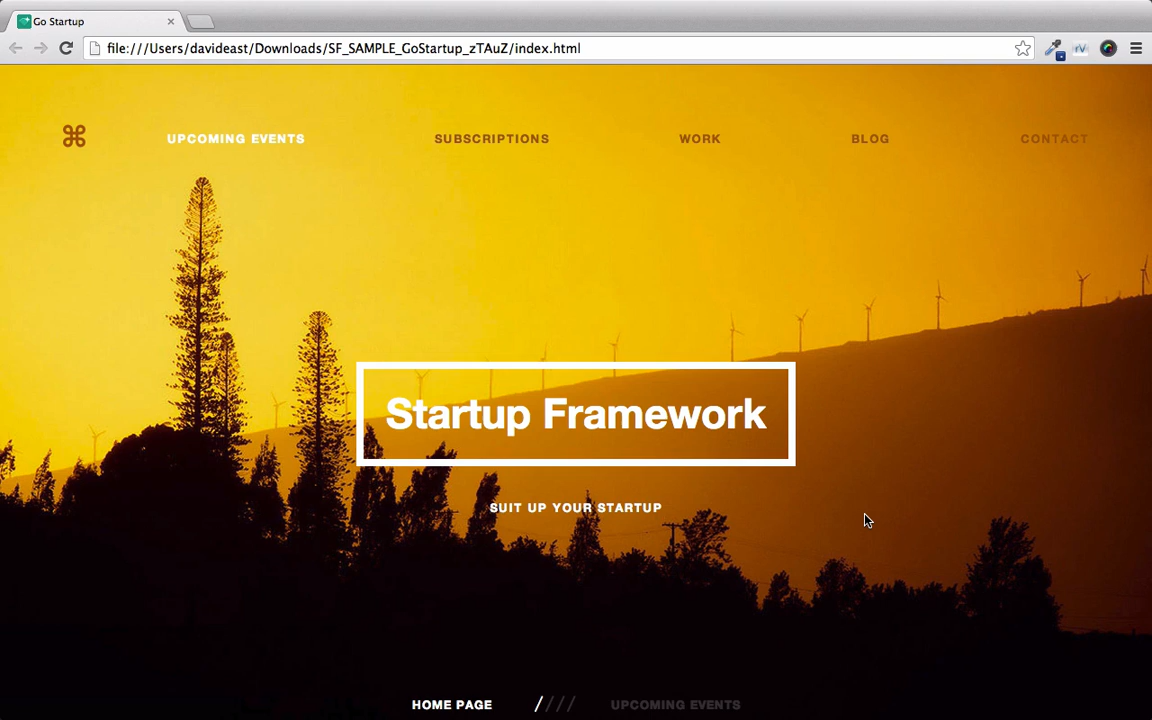 Go Startup
file:///Users/davideast/Downloads/SF_SAMPLE_GoStartup_zTAuZ/index.html
rV
⌘ UPCOMING EVENTS SUBSCRIPTIONS WORK BLOG CONTACT
Startup Framework
SUIT UP YOUR STARTUP
HOME PAGE //// UPCOMING EVENTS